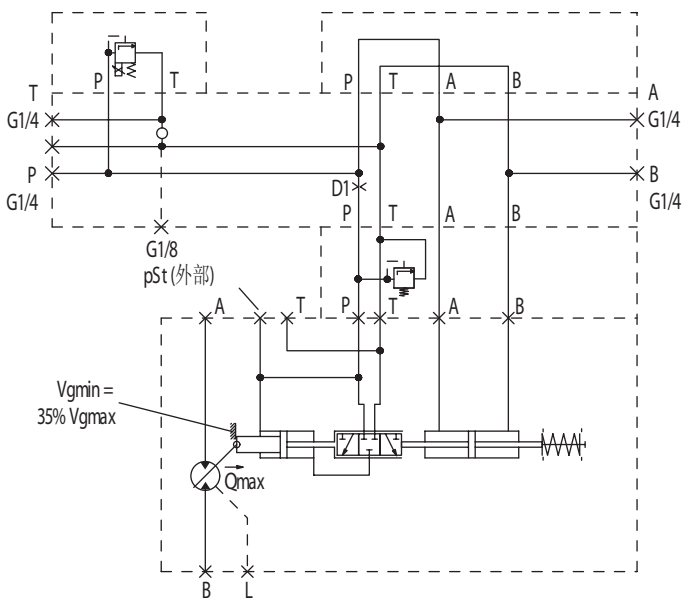 P T
P T A B
T
G1/4
A
G1/4
P
G1/4
D1
B
G1/4
P T A B
G1/8
pSt (外部)
A T P T A B
Vgmin =
35% Vgmax
Qmax
B L